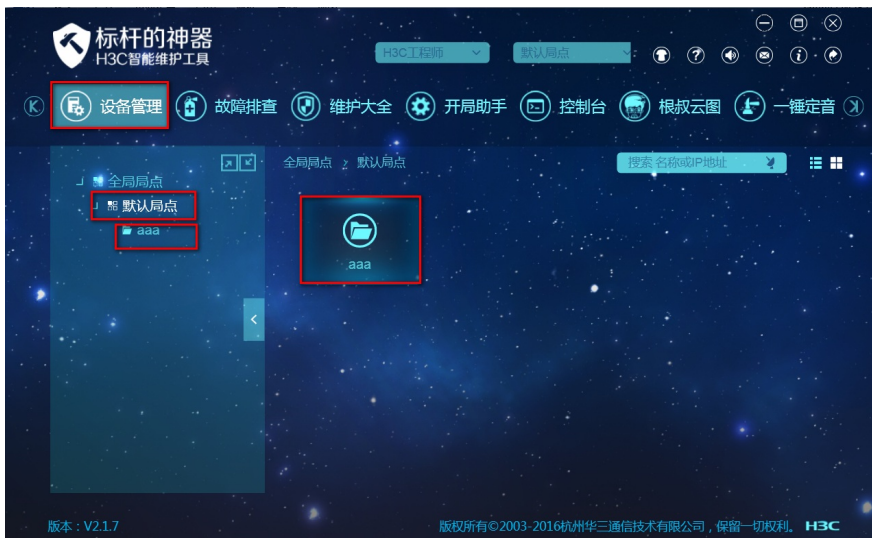 标杆的神器
H3C智能维护工具
H3C工程师
默认局点
设备管理
故障排查
维护大全
开局助手
控制台
根叔云图
一锤定音
全局局点
默认局点
aaa
全局局点 > 默认局点
搜索 名称或IP地址
aaa
版本：V2.1.7
版权所有©2003-2016杭州华三通信技术有限公司，保留一切权利。 H3C